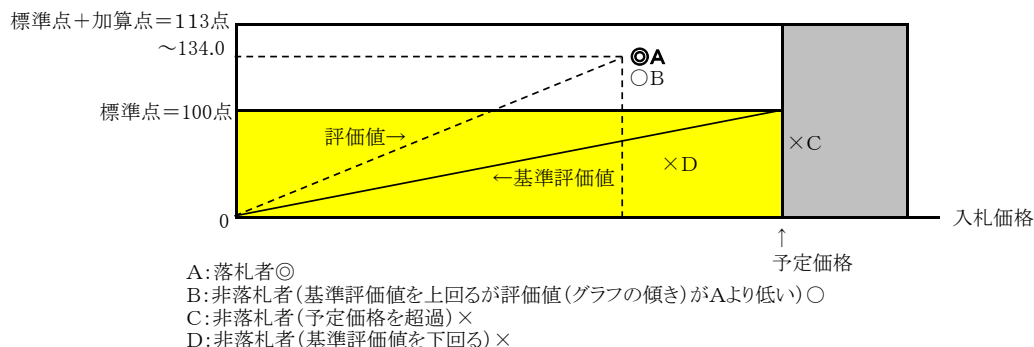 標準点+加算点=113点
～134.0
◎A
○B
標準点=100点
評価値→
×C
×D
←基準評価値
0
入札価格
↑
予定価格
A:落札者◎
B:非落札者(基準評価値を上回るが評価値(グラフの傾き)がAより低い)○
C:非落札者(予定価格を超過)×
D:非落札者(基準評価値を下回る)×